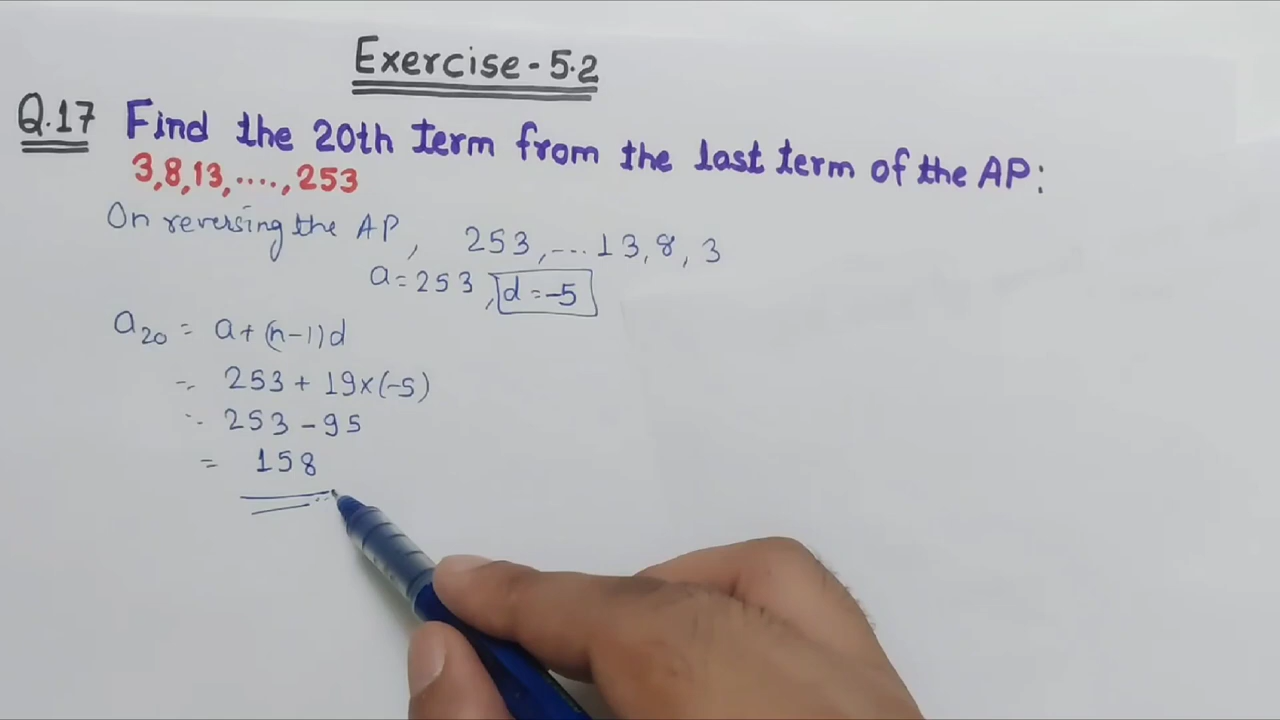 Exercise-5.2
Q.17 Find the 20th term from the last term of the AP:
3,8,13,....,253
On reversing the AP, 253,...13,8,3
a=253, d=-5
a20 = a+(n-1)d
= 253+19x(-5)
= 253-95
= 158